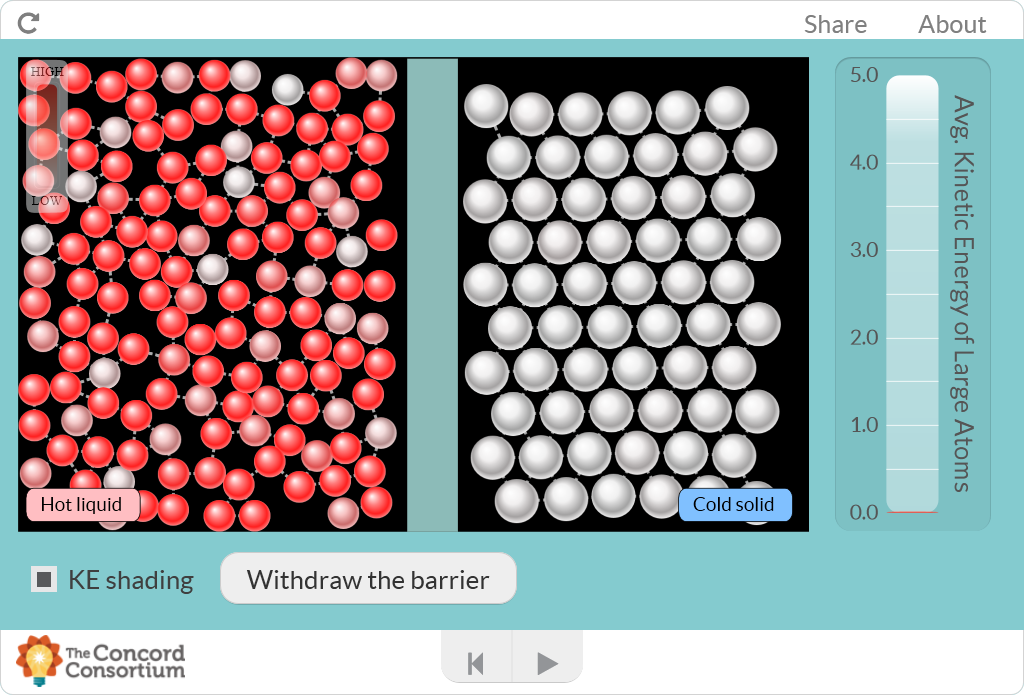 Share About
HIGH
LOW
Hot liquid
Cold solid
5.0
4.0
3.0
2.0
1.0
0.0
Avg. Kinetic Energy of Large Atoms
KE shading
Withdraw the barrier
The Concord
Consortium